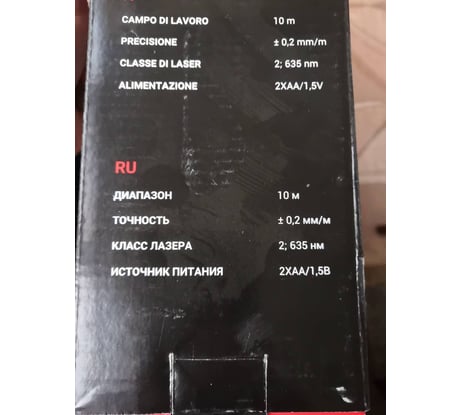 CAMPO DI LAVORO 10 m
PRECISIONE ± 0,2 mm/m
CLASSE DI LASER 2; 635 nm
ALIMENTAZIONE 2XAA/1,5V
RU
ДИАПАЗОН 10 м
ТОЧНОСТЬ ± 0,2 мм/м
КЛАСС ЛАЗЕРА 2; 635 нм
ИСТОЧНИК ПИТАНИЯ 2XAA/1,5В